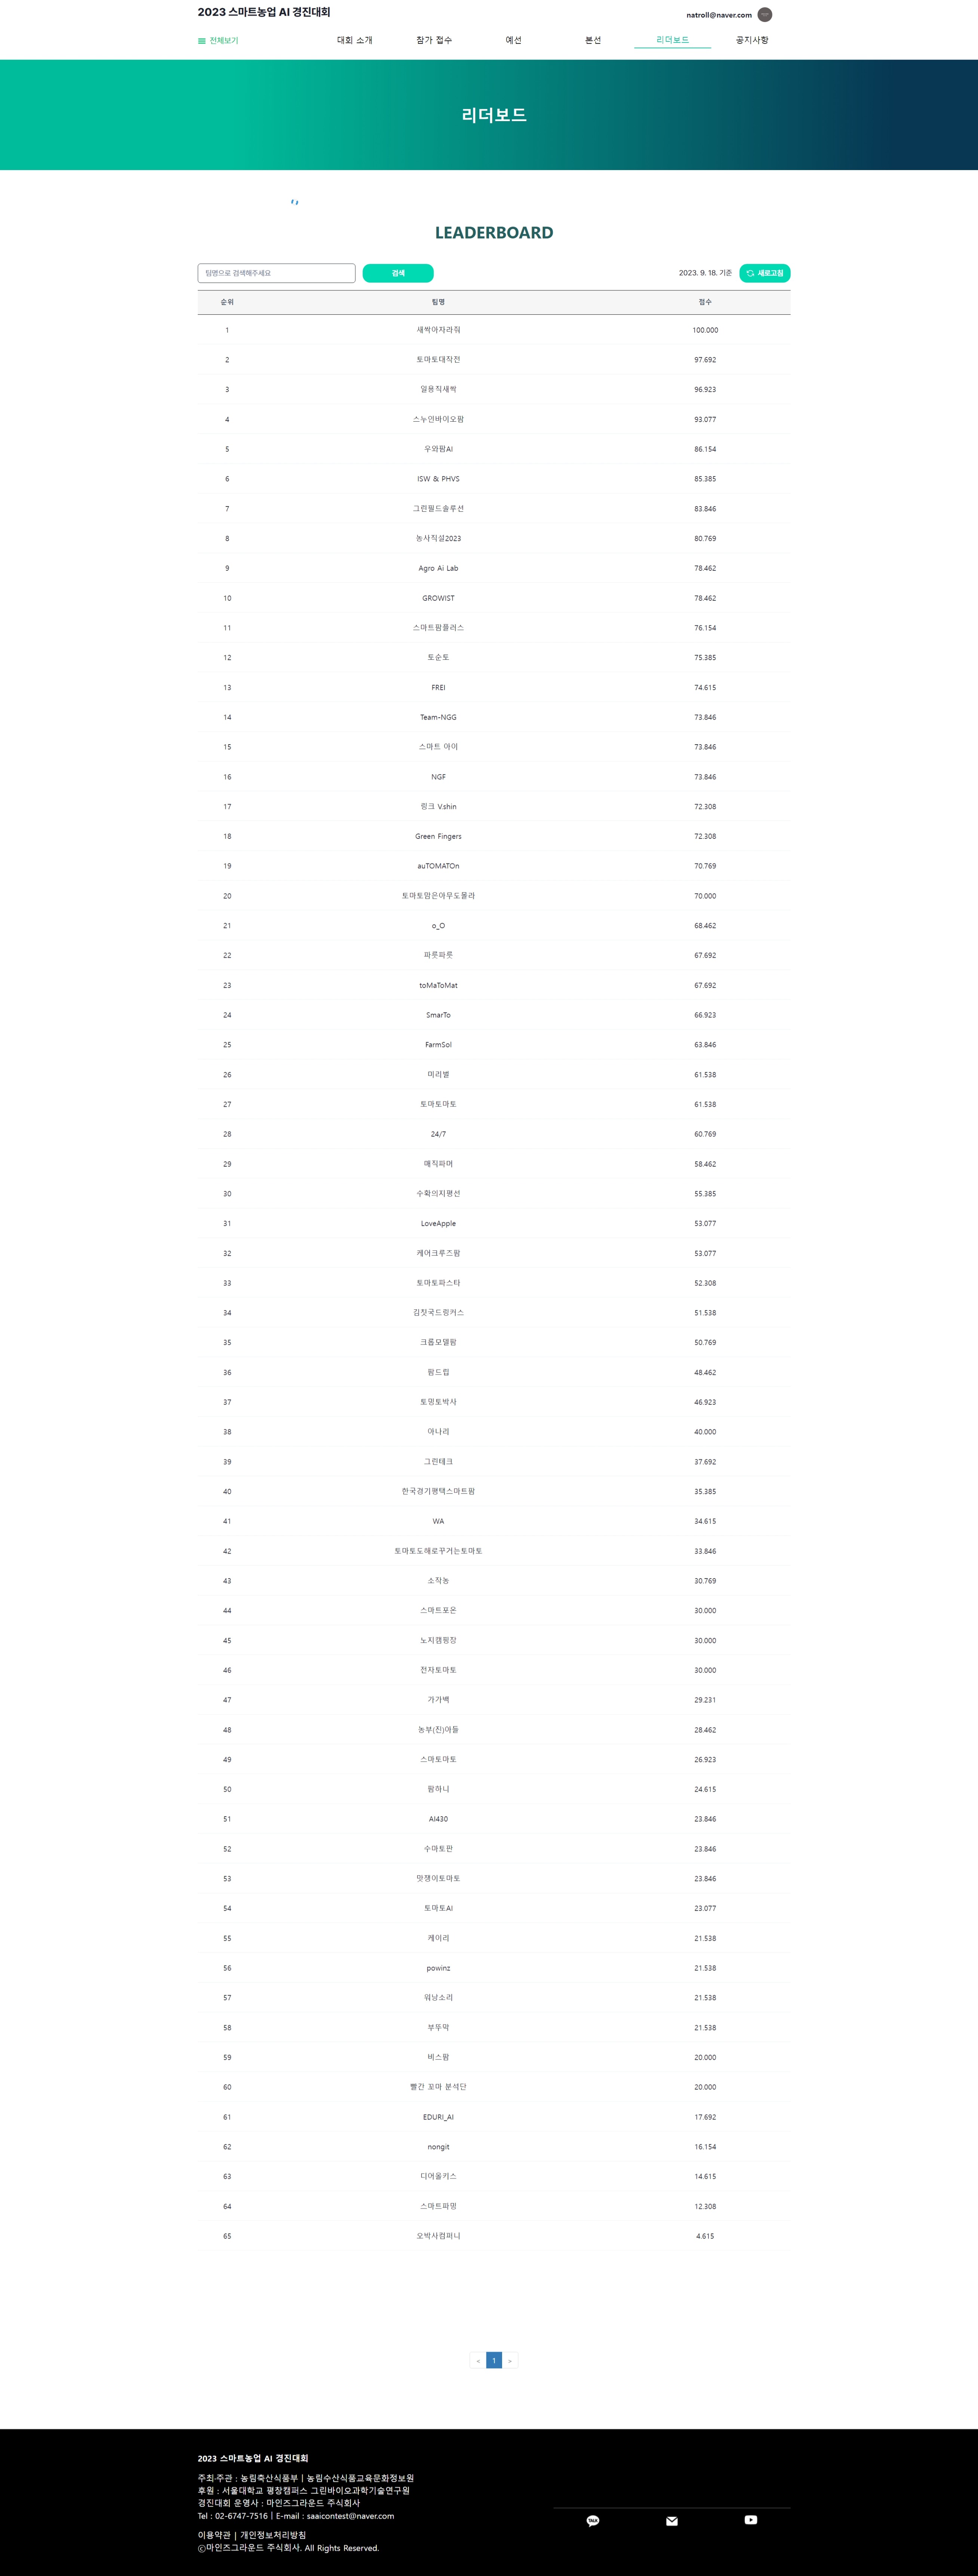 2023 스마트농업 AI 경진대회
natroll@naver.com
전체보기 대회 소개 참가 접수 예선 본선 리더보드 공지사항
리더보드
LEADERBOARD
팀명으로 검색해주세요 검색 2023. 9. 18. 기준 새로고침
순위 팀명 점수
1 새싹아자라줘 100.000
2 토마토대작전 97.692
3 일용직새싹 96.923
4 스누안바이오팜 93.077
5 우와팜AI 86.154
6 ISW & PHVS 85.385
7 그린필드솔루션 83.846
8 농사직설2023 80.769
9 Agro Ai Lab 78.462
10 GROWIST 78.462
11 스마트팜플러스 76.154
12 토순토 75.385
13 FREI 74.615
14 Team-NGG 73.846
15 스마트 아이 73.846
16 NGF 73.846
17 링크 V.shin 72.308
18 Green Fingers 72.308
19 auTOMATOn 70.769
20 토마토맘은아무도몰라 70.000
21 o_O 68.462
22 파릇파릇 67.692
23 toMaToMat 67.692
24 SmarTo 66.923
25 FarmSol 63.846
26 미리별 61.538
27 토마토마토 61.538
28 24/7 60.769
29 매직파머 58.462
30 수확의지평선 55.385
31 LoveApple 53.077
32 케어크루즈팜 53.077
33 토마토파스타 52.308
34 김칫국드링커스 51.538
35 크롭모델팜 50.769
36 팜드립 48.462
37 토밍토박사 46.923
38 아나리 40.000
39 그린테크 37.692
40 한국경기평택스마트팜 35.385
41 WA 34.615
42 토마토도해로꾸거는토마토 33.846
43 소작농 30.769
44 스마트포온 30.000
45 노지캠핑장 30.000
46 전자토마토 30.000
47 가가백 29.231
48 농부(진)아들 28.462
49 스마토마토 26.923
50 팜하니 24.615
51 AI430 23.846
52 수마토판 23.846
53 맛쟁이토마토 23.846
54 토마토AI 23.077
55 케이리 21.538
56 powinz 21.538
57 워낭소리 21.538
58 부뚜막 21.538
59 비스팜 20.000
60 빨간 꼬마 분석단 20.000
61 EDURI_AI 17.692
62 nongit 16.154
63 디어올키스 14.615
64 스마트파밍 12.308
65 오박사컴퍼니 4.615
< 1 >
2023 스마트농업 AI 경진대회
주최·주관 : 농림축산식품부 | 농림수산식품교육문화정보원
후원 : 서울대학교 평창캠퍼스 그린바이오과학기술연구원
경진대회 운영사 : 마인즈그라운드 주식회사
Tel : 02-6747-7516 | E-mail : saaicontest@naver.com
TALK
이용약관 | 개인정보처리방침
ⓒ마인즈그라운드 주식회사. All Rights Reserved.